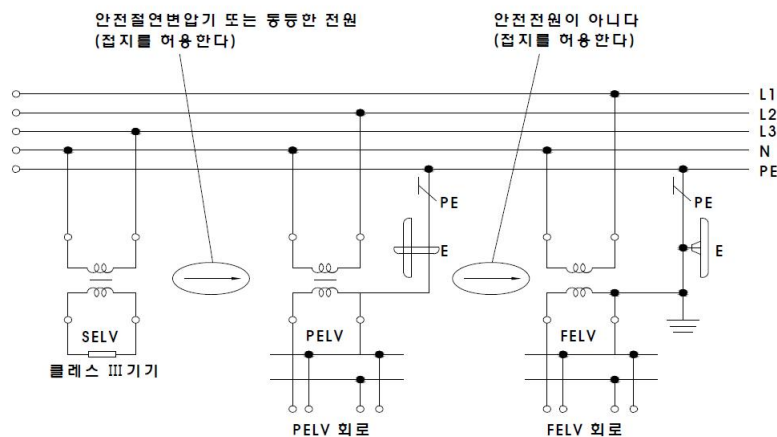 안전절연변압기 또는 동등한 전원
(접지를 허용한다)
안전전원이 아니다
(접지를 허용한다)
L1
L2
L3
N
PE
PE
PE
E
E
SELV
PELV
FELV
클레스 III기기
PELV 회로
FELV 회로